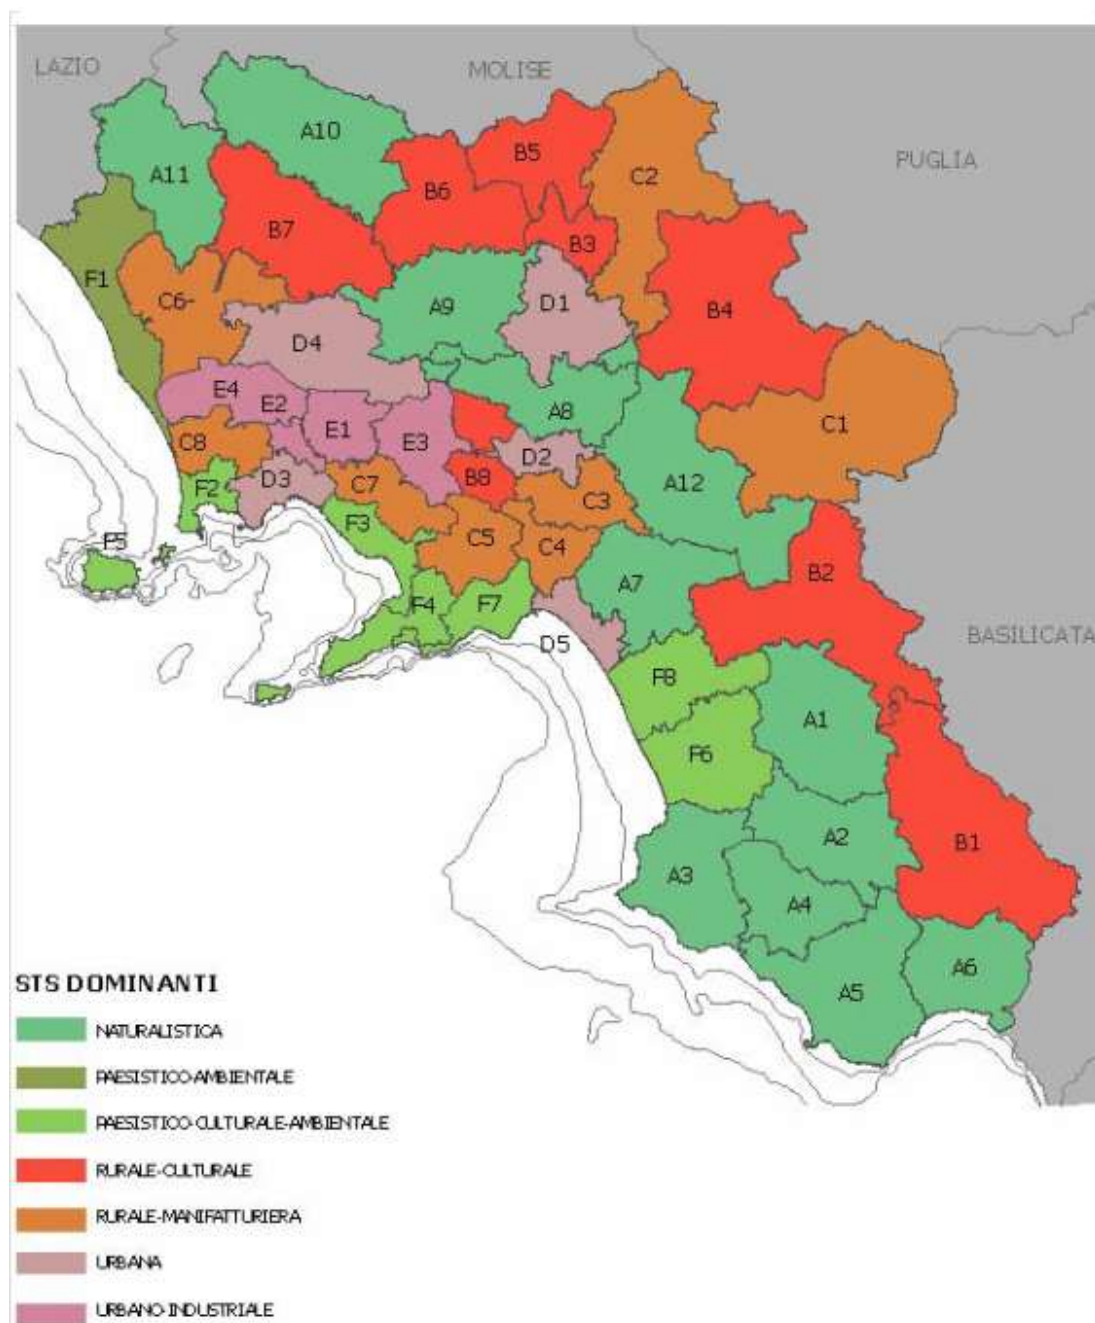 LAZIO
MOLISE
PUGLIA
BASILICATA
A10
A11
B5
B6
C2
B7
B3
F1
C6-
A9
D1
B4
D4
E4
E2
A8
E1
E3
C1
C8
D2
F2
D3
C7
B8
C3
A12
F3
C5
C4
F5
A7
B2
F4
F7
D5
F8
A1
F6
A2
B1
A3
A4
A5
A6
STS DOMINANTI
NATURALISTICA
PAESISTICO-AMBIENTALE
PAESISTICO-CULTURALE-AMBIENTALE
RURALE-CULTURALE
RURALE-MANIFATTURIERA
URBANA
URBANO-INDUSTRIALE